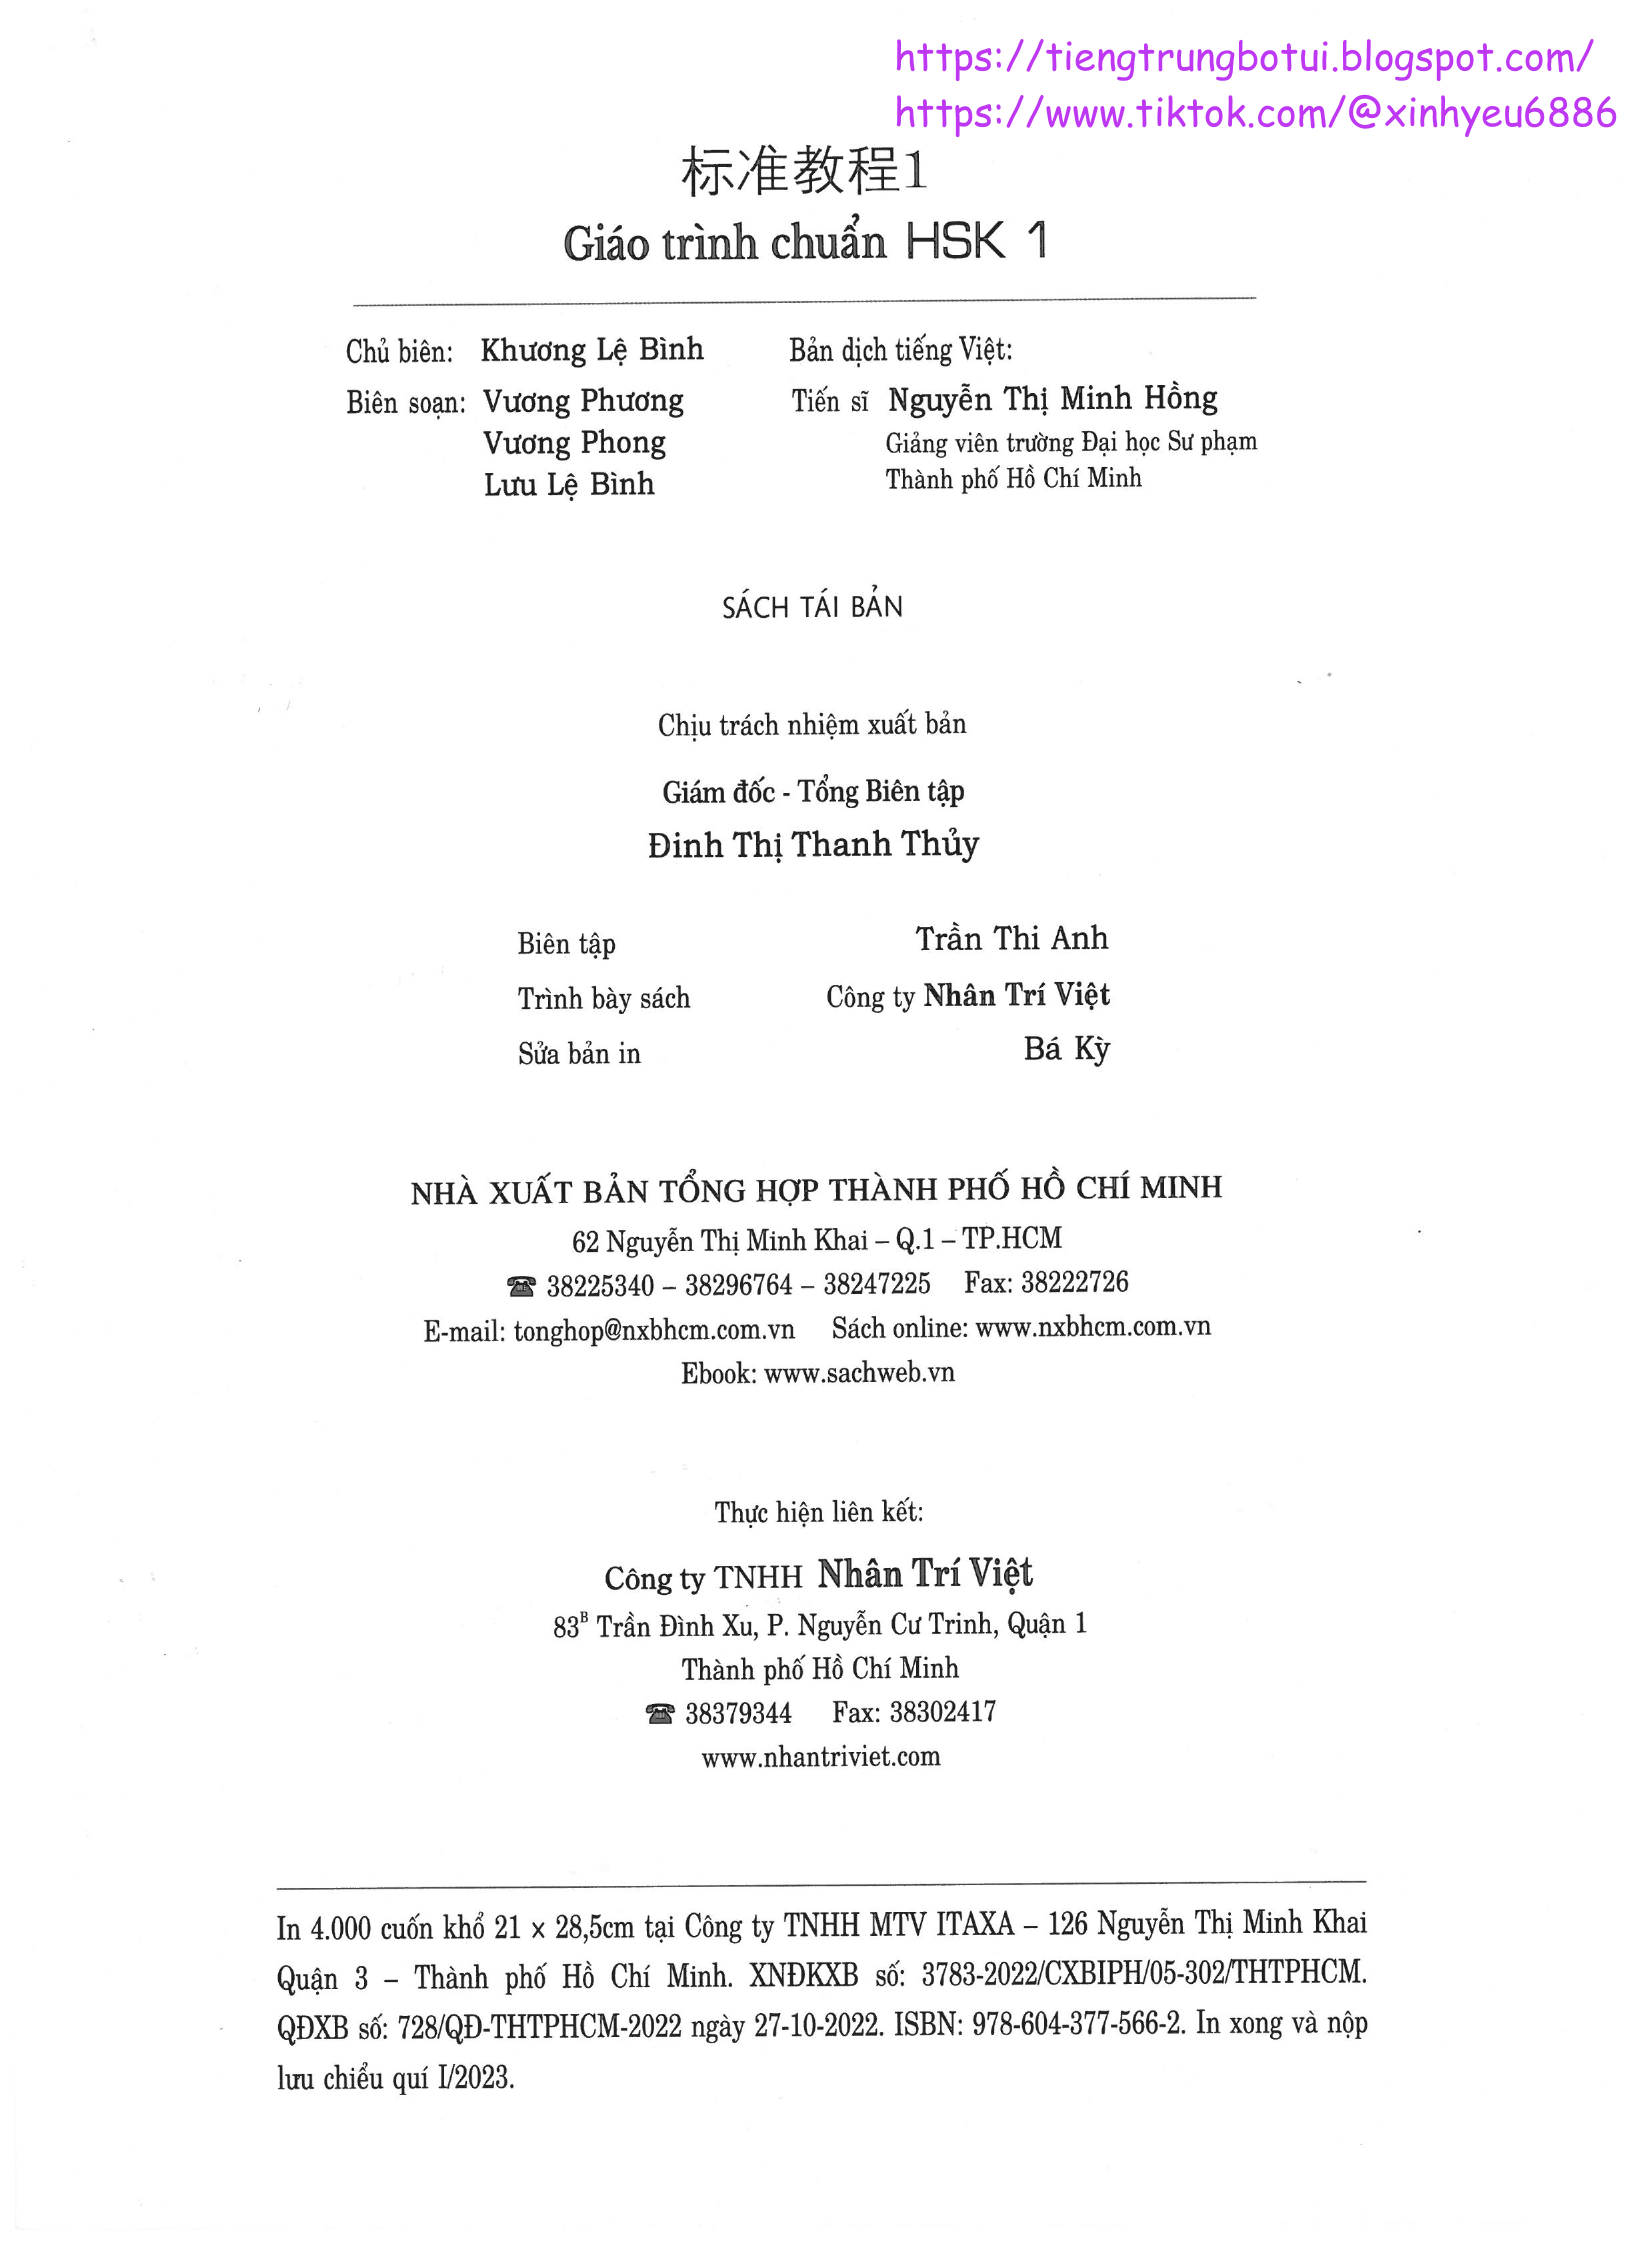 https://tiengtrungbotui.blogspot.com/
https://www.tiktok.com/@xinhyeu6886
标准教程1
Giáo trình chuẩn HSK 1
Chủ biên: Khương Lệ Bình
Biên soạn: Vương Phương
Vương Phong
Lưu Lệ Bình
Bản dịch tiếng Việt:
Tiến sĩ Nguyễn Thị Minh Hồng
Giảng viên trường Đại học Sư phạm
Thành phố Hồ Chí Minh
SÁCH TÁI BẢN
Chịu trách nhiệm xuất bản
Giám đốc - Tổng Biên tập
Đinh Thị Thanh Thủy
Biên tập Trần Thi Anh
Trình bày sách Công ty Nhân Trí Việt
Sửa bản in Bá Kỳ
NHÀ XUẤT BẢN TỔNG HỢP THÀNH PHỐ HỒ CHÍ MINH
62 Nguyễn Thị Minh Khai – Q.1 – TP.HCM
☎ 38225340 – 38296764 – 38247225 Fax: 38222726
E-mail: tonghop@nxbhcm.com.vn Sách online: www.nxbhcm.com.vn
Ebook: www.sachweb.vn
Thực hiện liên kết:
Công ty TNHH Nhân Trí Việt
83B Trần Đình Xu, P. Nguyễn Cư Trinh, Quận 1
Thành phố Hồ Chí Minh
☎ 38379344 Fax: 38302417
www.nhantriviet.com
In 4.000 cuốn khổ 21 × 28,5cm tại Công ty TNHH MTV ITAXA – 126 Nguyễn Thị Minh Khai
Quận 3 – Thành phố Hồ Chí Minh. XNĐKXB số: 3783-2022/CXBIPH/05-302/THTPHCM.
QĐXB số: 728/QĐ-THTPHCM-2022 ngày 27-10-2022. ISBN: 978-604-377-566-2. In xong và nộp
lưu chiểu quí I/2023.